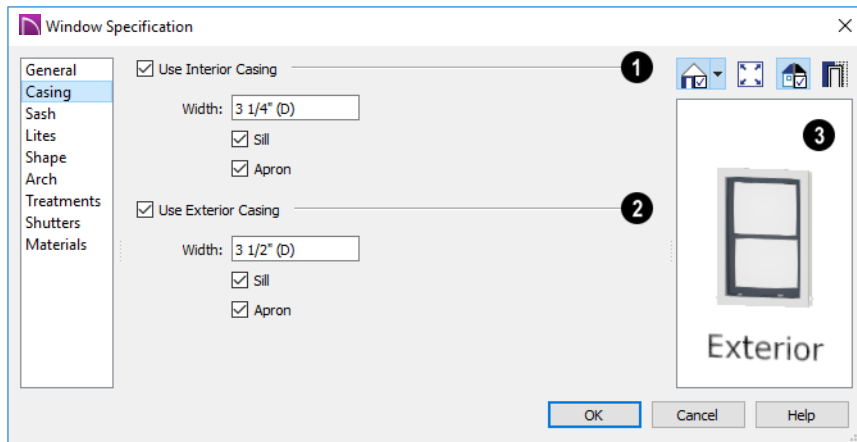 Window Specification
General
Casing
Sash
Lites
Shape
Arch
Treatments
Shutters
Materials
Use Interior Casing
1
Width: 3 1/4" (D)
Sill
Apron
Use Exterior Casing
2
Width: 3 1/2" (D)
Sill
Apron
3
Exterior
OK Cancel Help